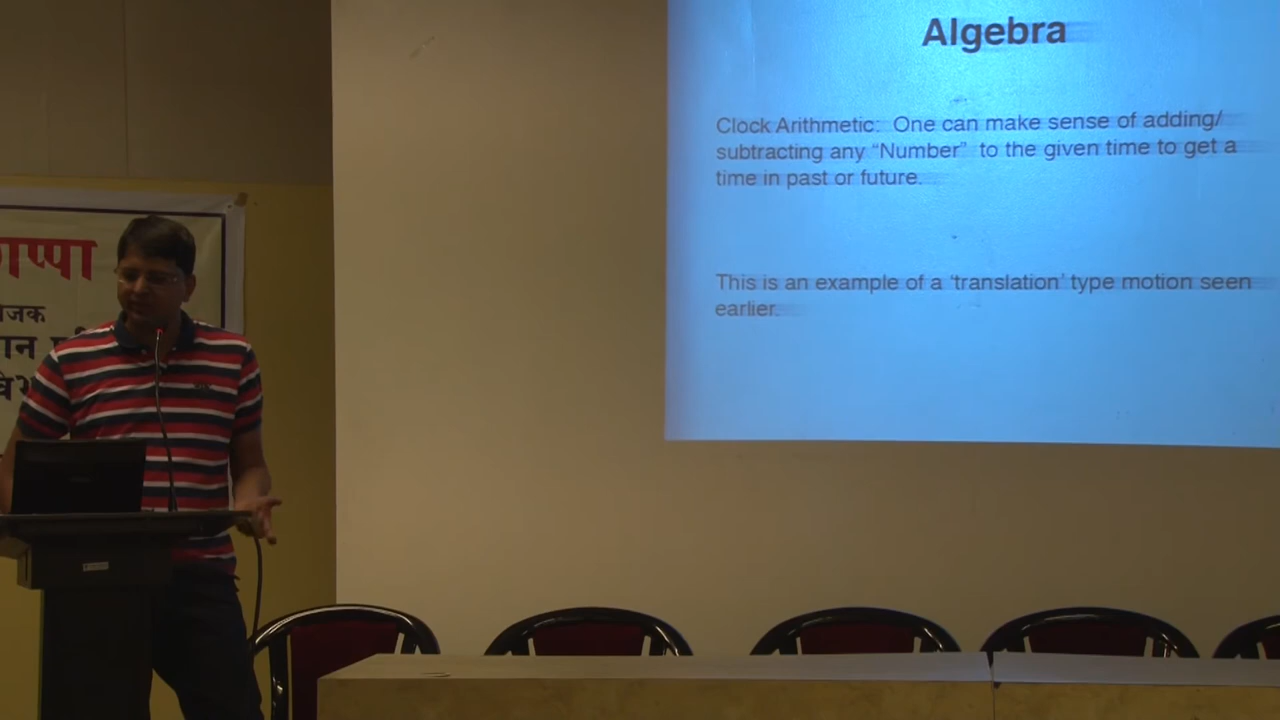 Algebra
Clock Arithmetic: One can make sense of adding/
subtracting any “Number” to the given time to get a
time in past or future.
This is an example of a ‘translation’ type motion seen
earlier.